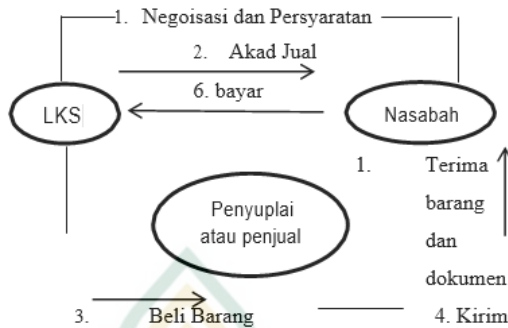 1. Negoisasi dan Persyaratan
2. Akad Jual
6. bayar
LKS
Nasabah
1. Terima
barang
dan
dokumen
Penyuplai
atau penjual
3. Beli Barang
4. Kirim